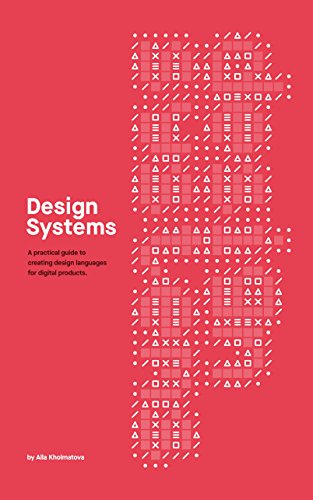 Design
Systems
A practical guide to
creating design languages
for digital products.
by Alla Kholmatova